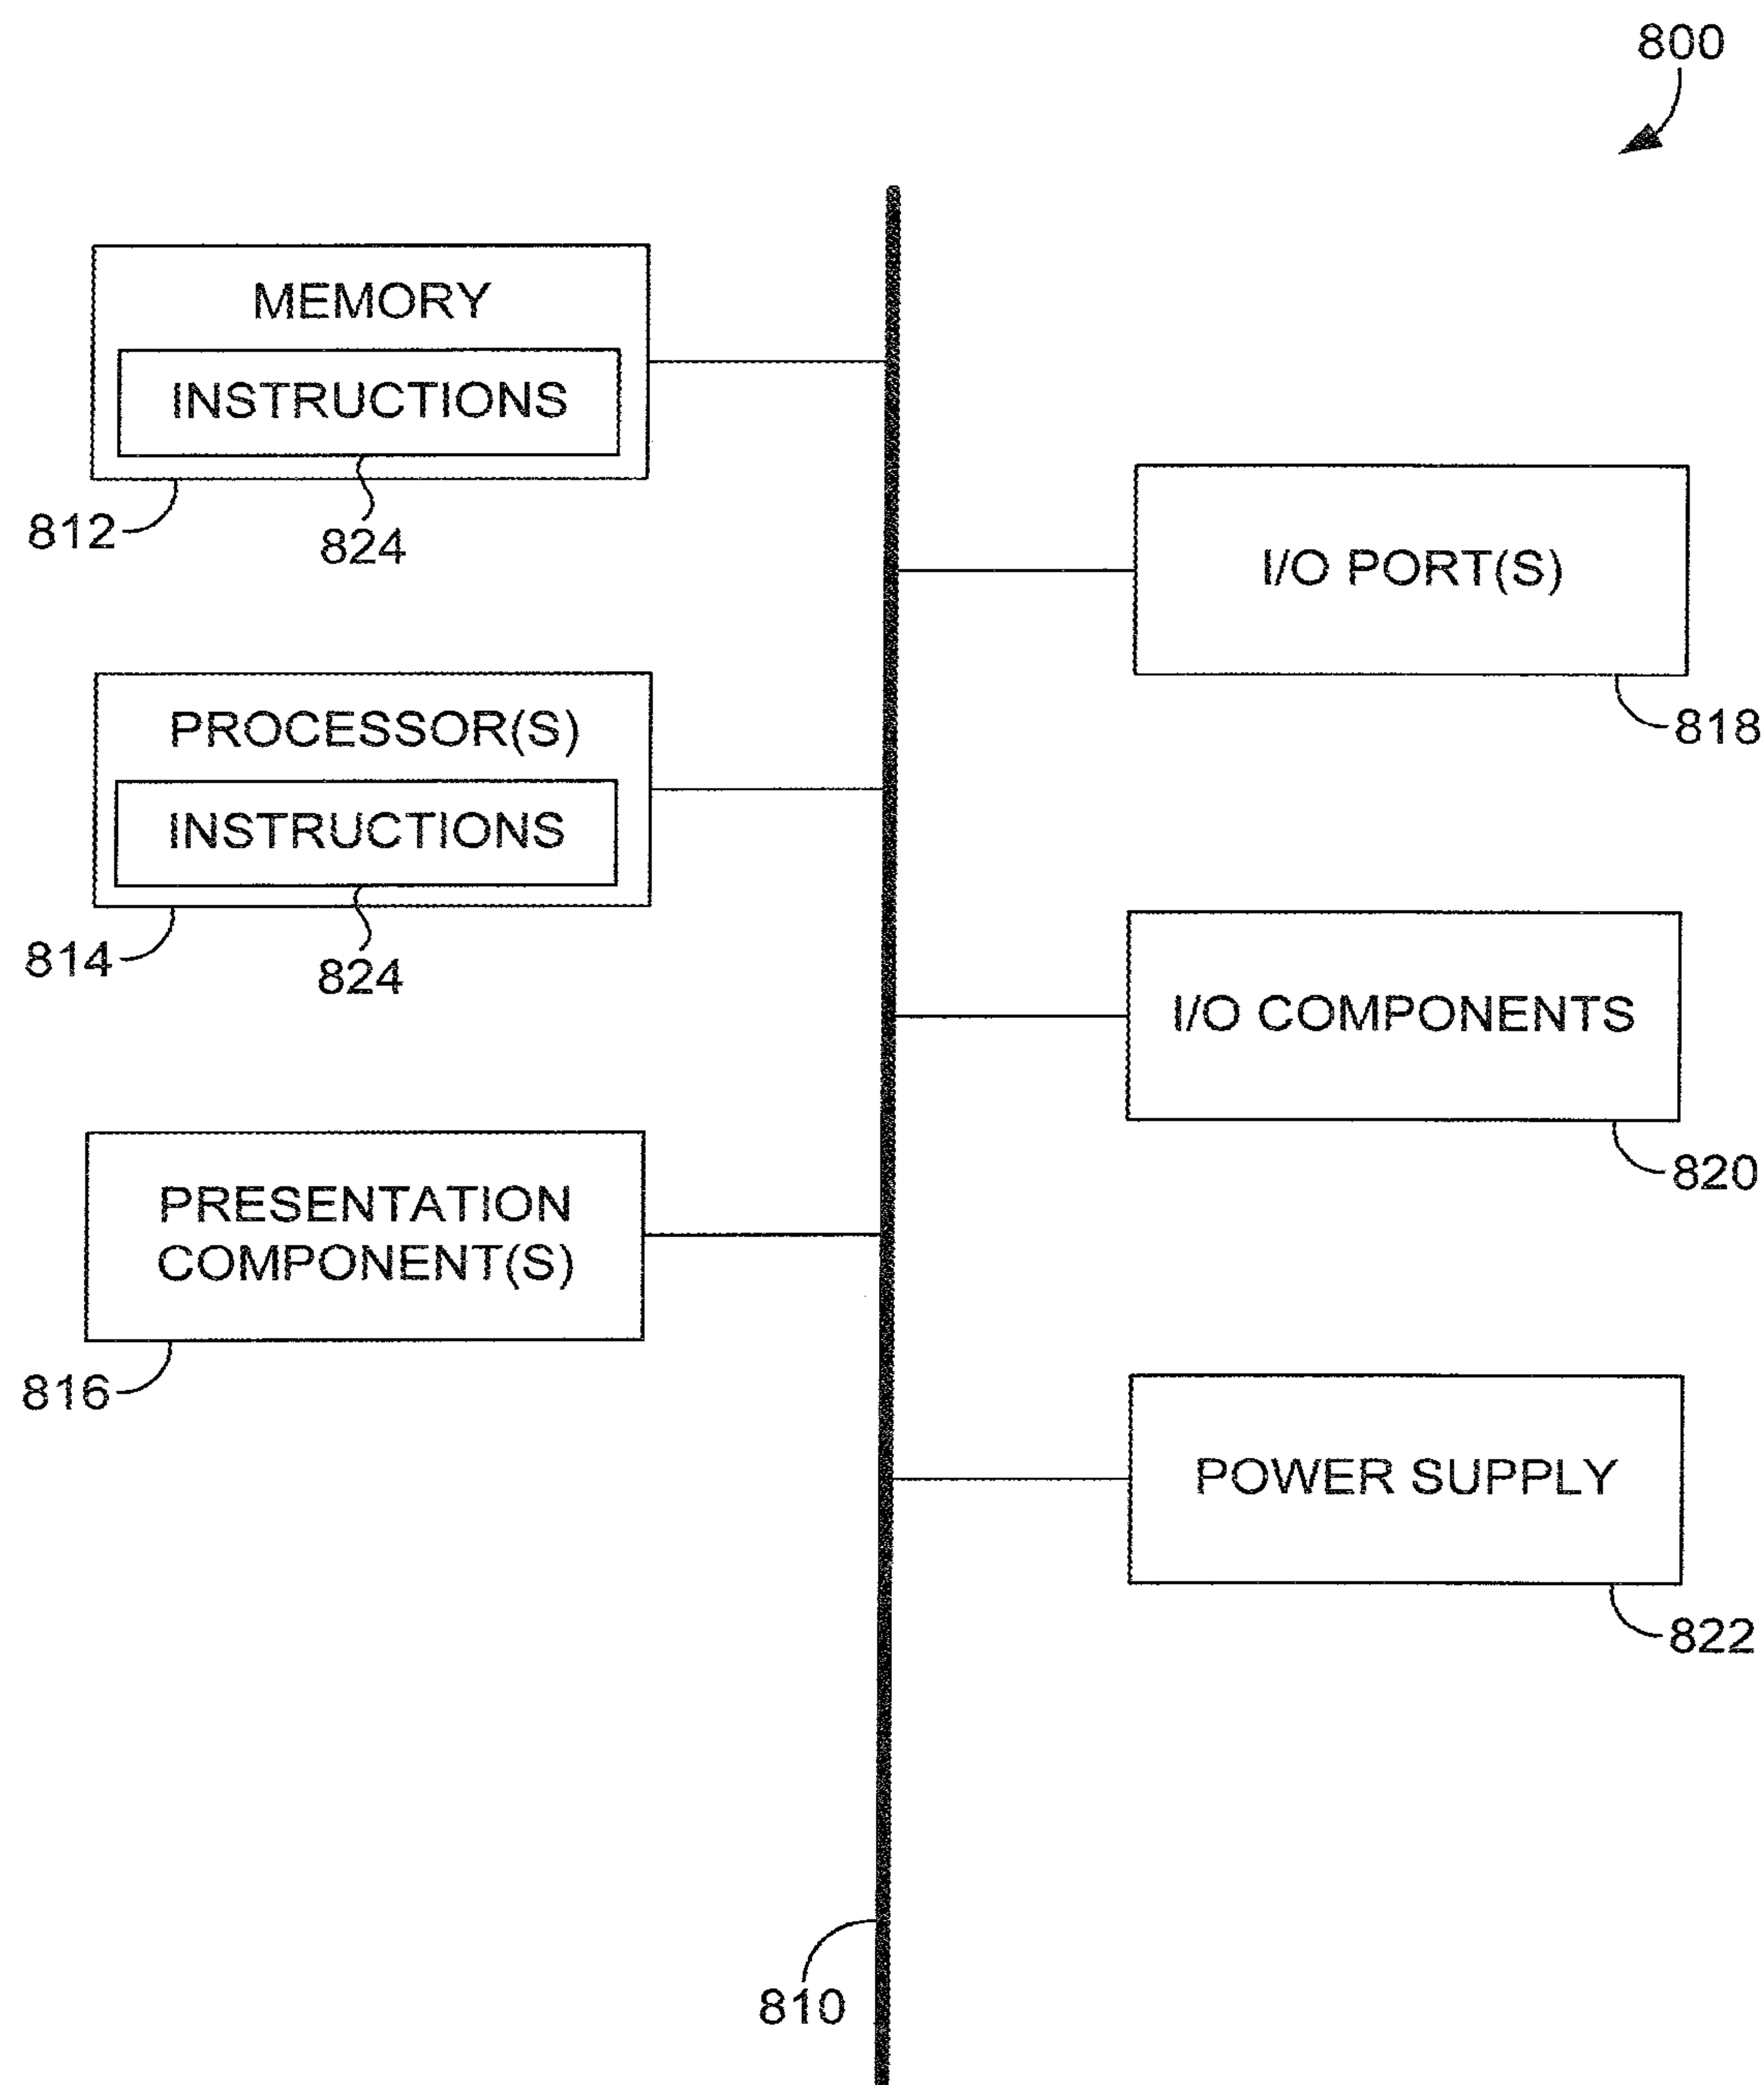 800
MEMORY
INSTRUCTIONS
812
824
I/O PORT(S)
818
PROCESSOR(S)
INSTRUCTIONS
814
824
I/O COMPONENTS
820
PRESENTATION
COMPONENT(S)
816
POWER SUPPLY
822
810